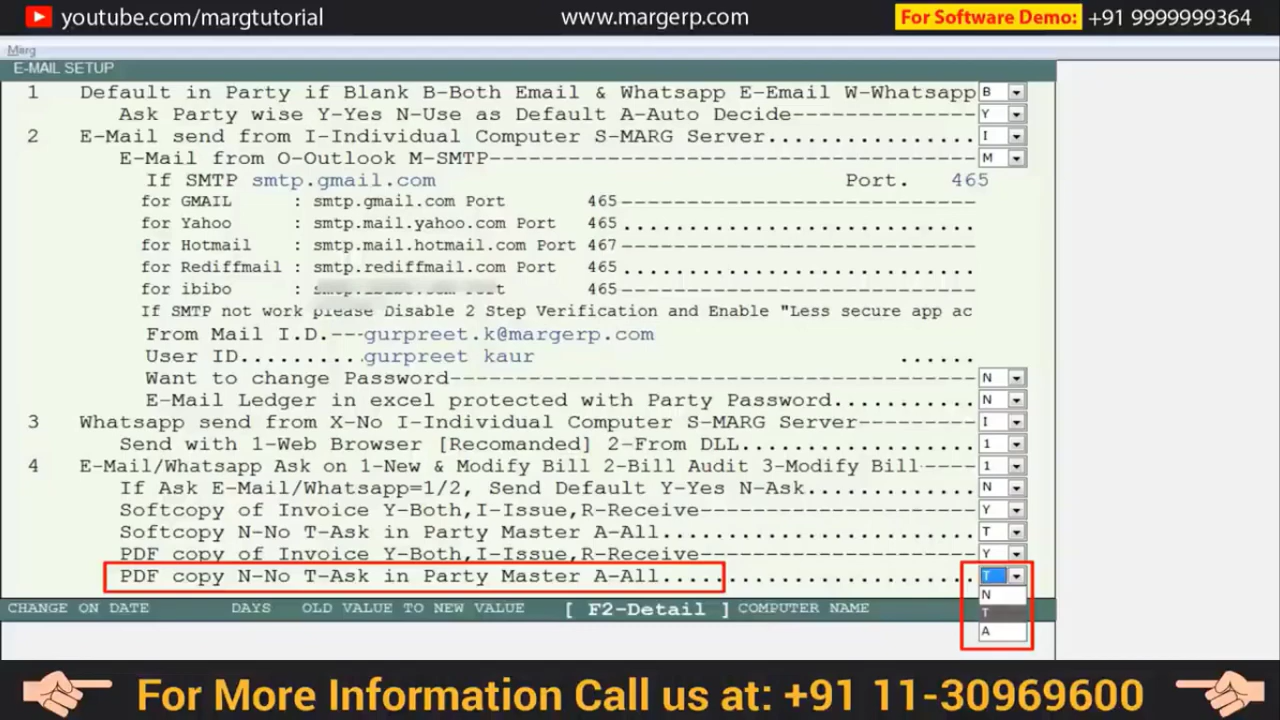 youtube.com/margtutorial www.margerp.com For Software Demo: +91 9999999364
Marg
E-MAIL SETUP
1 Default in Party if Blank B-Both Email & Whatsapp E-Email W-Whatsapp B
Ask Party wise Y-Yes N-Use as Default A-Auto Decide------------------ Y
2 E-Mail send from I-Individual Computer S-MARG Server................ I
E-Mail from O-Outlook M-SMTP------------------------------------- M
If SMTP smtp.gmail.com Port. 465
for GMAIL : smtp.gmail.com Port 465-----------------------------
for Yahoo : smtp.mail.yahoo.com Port 465.............................
for Hotmail : smtp.mail.hotmail.com Port 467-----------------------------
for Rediffmail : smtp.rediffmail.com Port 465.............................
for ibibo : smtp.ibibo.com Port 465-----------------------------
If SMTP not work please Disable 2 Step Verification and Enable "Less secure app ac
From Mail I.D.---gurpreet.k@margerp.com
User ID..........gurpreet kaur ......
Want to change Password---------------------------------------- N
E-Mail Ledger in excel protected with Party Password........... N
3 Whatsapp send from X-No I-Individual Computer S-MARG Server--------- I
Send with 1-Web Browser [Recomanded] 2-From DLL.................. 1
4 E-Mail/Whatsapp Ask on 1-New & Modify Bill 2-Bill Audit 3-Modify Bill---- 1
If Ask E-Mail/Whatsapp=1/2, Send Default Y-Yes N-Ask............. N
Softcopy of Invoice Y-Both,I-Issue,R-Receive--------------------- Y
Softcopy N-No T-Ask in Party Master A-All........................ T
PDF copy of Invoice Y-Both,I-Issue,R-Receive--------------------- Y
PDF copy N-No T-Ask in Party Master A-All........................ T
N
T
A
CHANGE ON DATE DAYS OLD VALUE TO NEW VALUE [ F2-Detail ] COMPUTER NAME
For More Information Call us at: +91 11-30969600